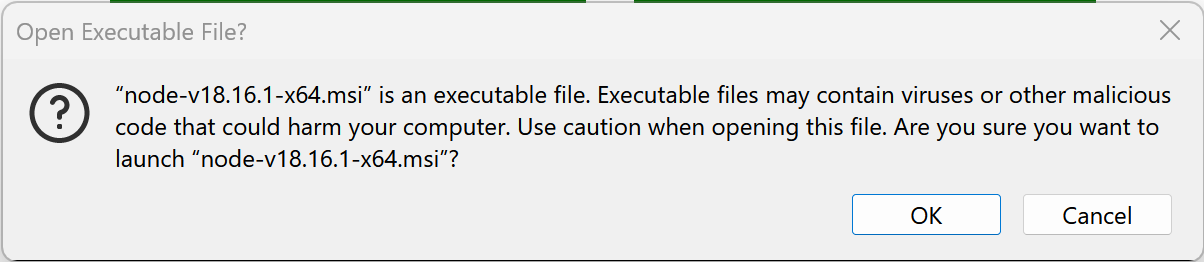 Open Executable File?
“node-v18.16.1-x64.msi” is an executable file. Executable files may contain viruses or other malicious
code that could harm your computer. Use caution when opening this file. Are you sure you want to
launch “node-v18.16.1-x64.msi”?
OK
Cancel